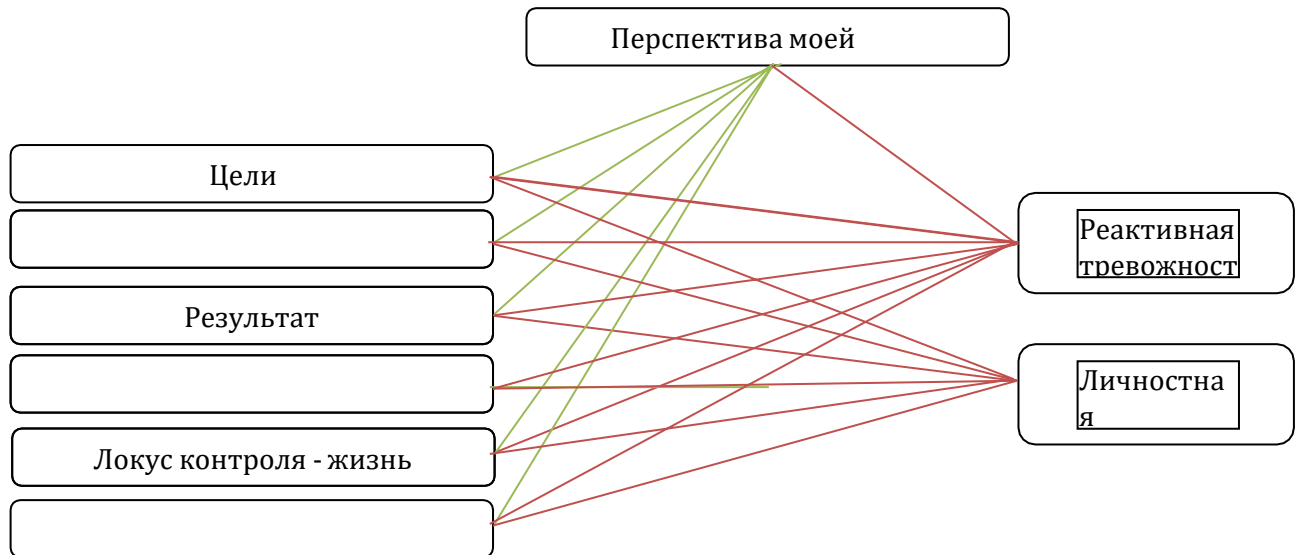 Перспектива моей
Цели
Реактивная
тревожност
Результат
Личностна
я
Локус контроля - жизнь